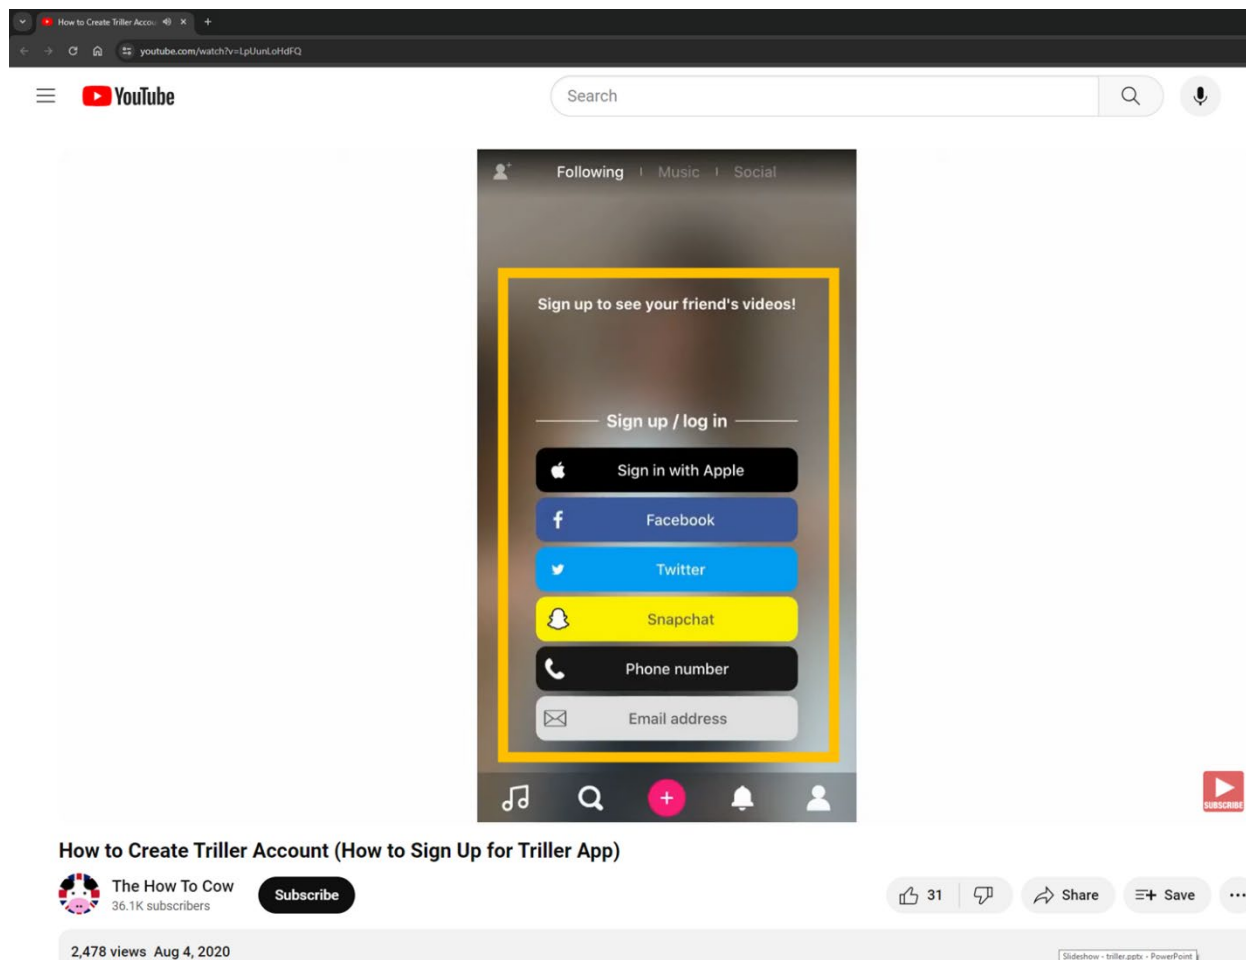 How to Create Triller Accou
youtube.com/watch?v=LpUunLoHdFQ
YouTube
Search
Following | Music | Social
Sign up to see your friend's videos!
Sign up / log in
Sign in with Apple
Facebook
Twitter
Snapchat
Phone number
Email address
SUBSCRIBE
How to Create Triller Account (How to Sign Up for Triller App)
The How To Cow
36.1K subscribers
Subscribe
31
Share
Save
2,478 views Aug 4, 2020
Slideshow - triller.pptx - PowerPoint